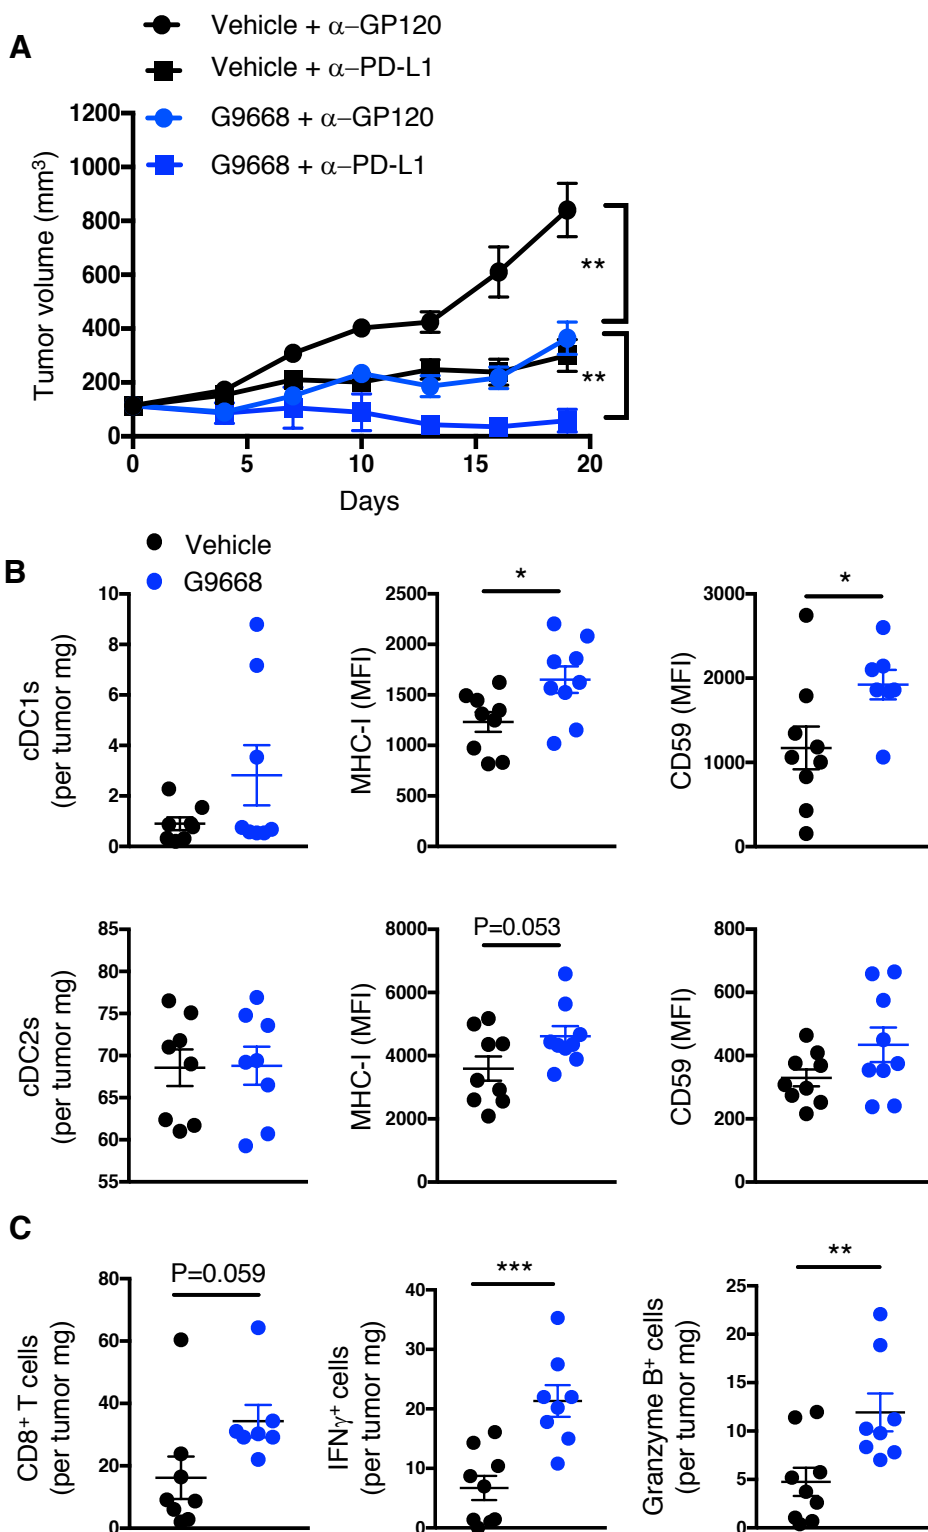 A
Vehicle + α–GP120
Vehicle + α–PD-L1
G9668 + α–GP120
G9668 + α–PD-L1
Tumor volume (mm³)
1200
1000
800
600
400
200
0
0 5 10 15 20
Days
**
**
B
Vehicle
G9668
cDC1s
(per tumor mg)
10
8
6
4
2
0
MHC-I (MFI)
2500
2000
1500
1000
500
0
*
CD59 (MFI)
3000
2000
1000
0
*
cDC2s
(per tumor mg)
85
80
75
70
65
60
55
MHC-I (MFI)
8000
6000
4000
2000
0
P=0.053
CD59 (MFI)
800
600
400
200
0
C
CD8⁺ T cells
(per tumor mg)
80
60
40
20
0
P=0.059
IFNγ⁺ cells
(per tumor mg)
40
30
20
10
0
***
Granzyme B⁺ cells
(per tumor mg)
25
20
15
10
5
0
**